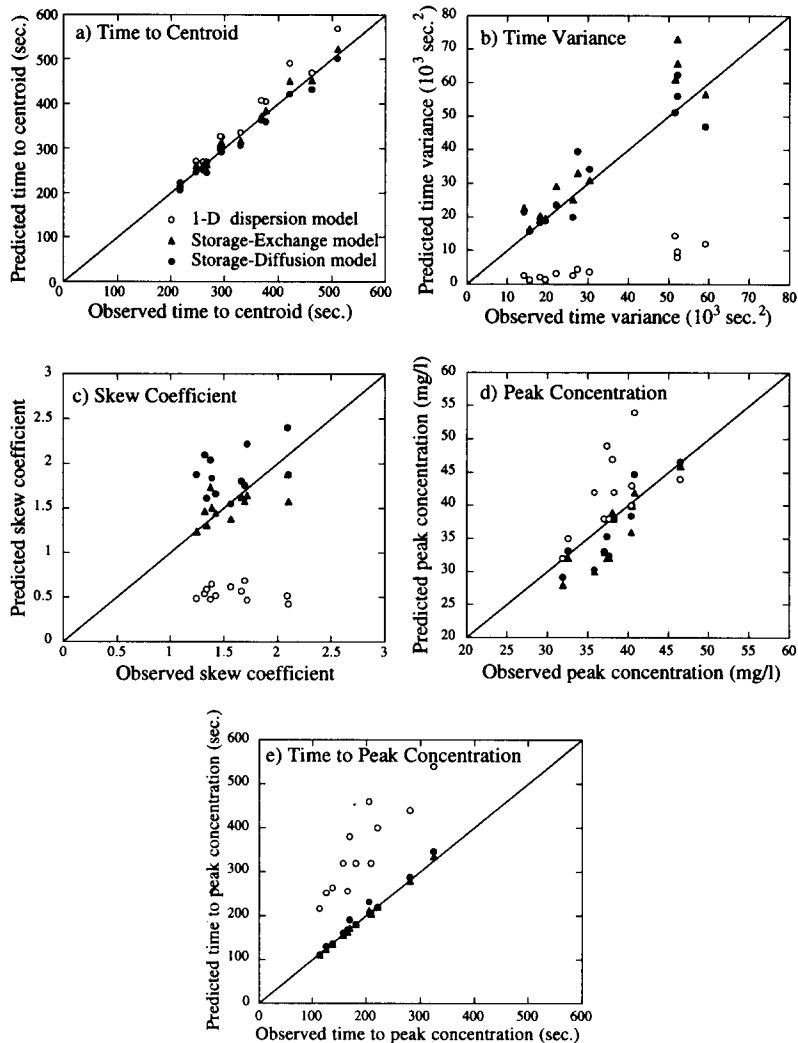 a) Time to Centroid
Predicted time to centroid (sec.)
600
500
400
300
200
100
0
0 100 200 300 400 500 600
Observed time to centroid (sec.)
1-D dispersion model
Storage-Exchange model
Storage-Diffusion model
b) Time Variance
Predicted time variance (10³ sec.²)
80
70
60
50
40
30
20
10
0
0 10 20 30 40 50 60 70 80
Observed time variance (10³ sec.²)
c) Skew Coefficient
Predicted skew coefficient
3
2.5
2
1.5
1
0.5
0
0 0.5 1 1.5 2 2.5 3
Observed skew coefficient
d) Peak Concentration
Predicted peak concentration (mg/l)
60
55
50
45
40
35
30
25
20
20 25 30 35 40 45 50 55 60
Observed peak concentration (mg/l)
e) Time to Peak Concentration
Predicted time to peak concentration (sec.)
600
500
400
300
200
100
0
0 100 200 300 400 500 600
Observed time to peak concentration (sec.)